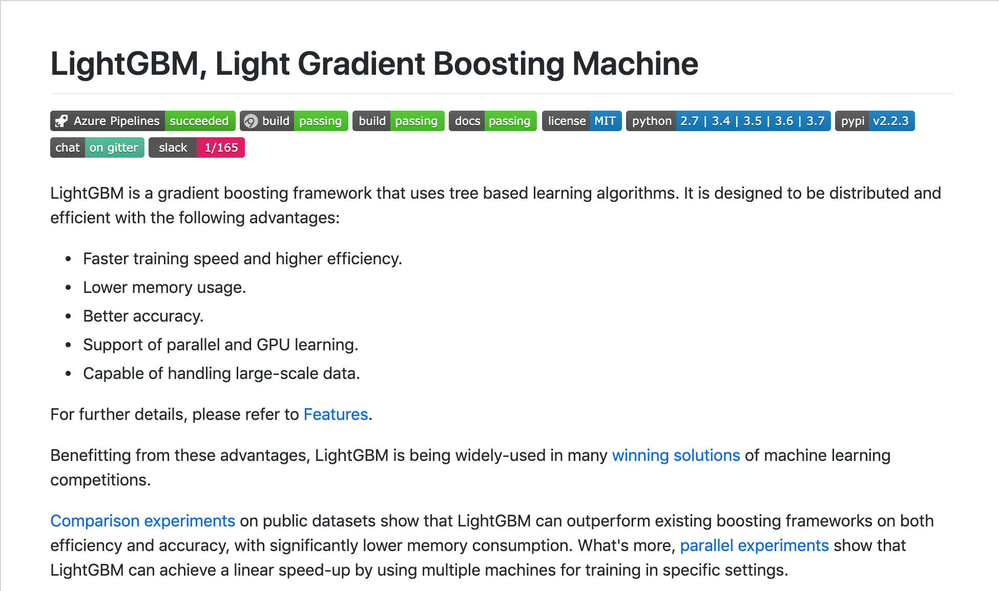 LightGBM, Light Gradient Boosting Machine
Azure Pipelines succeeded build passing build passing docs passing license MIT python 2.7 | 3.4 | 3.5 | 3.6 | 3.7 pypi v2.2.3
chat on gitter slack 1/165
LightGBM is a gradient boosting framework that uses tree based learning algorithms. It is designed to be distributed and
efficient with the following advantages:
• Faster training speed and higher efficiency.
• Lower memory usage.
• Better accuracy.
• Support of parallel and GPU learning.
• Capable of handling large-scale data.
For further details, please refer to Features.
Benefitting from these advantages, LightGBM is being widely-used in many winning solutions of machine learning
competitions.
Comparison experiments on public datasets show that LightGBM can outperform existing boosting frameworks on both
efficiency and accuracy, with significantly lower memory consumption. What's more, parallel experiments show that
LightGBM can achieve a linear speed-up by using multiple machines for training in specific settings.